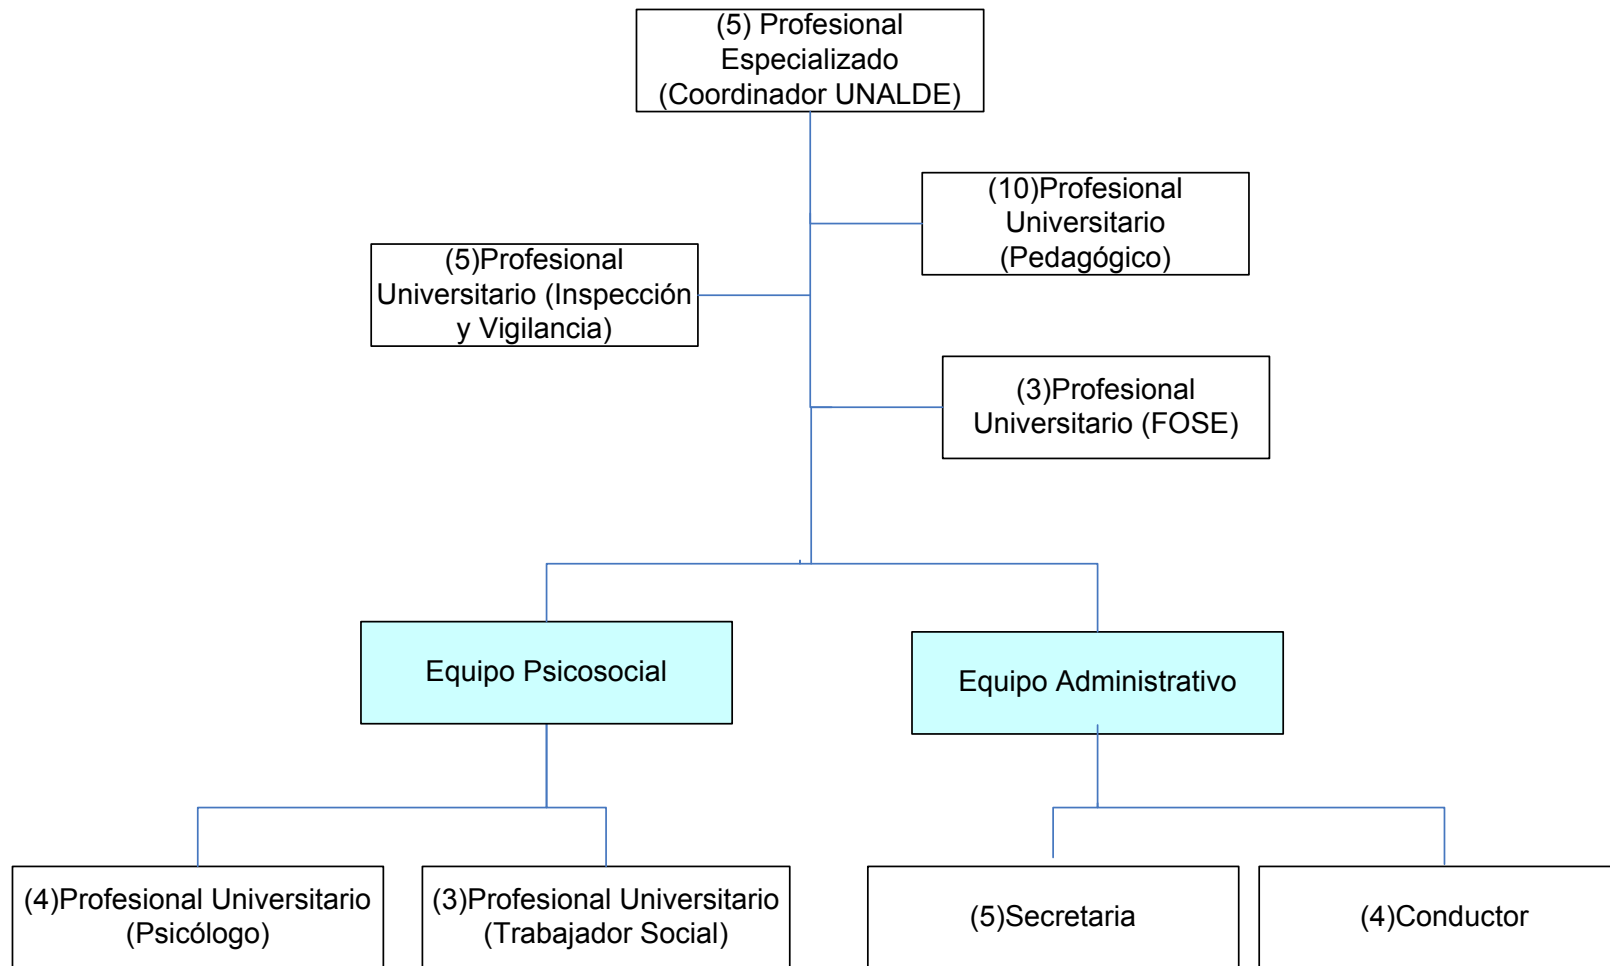 (5) Profesional
Especializado
(Coordinador UNALDE)
(10)Profesional
Universitario
(Pedagógico)
(5)Profesional
Universitario (Inspección
y Vigilancia)
(3)Profesional
Universitario (FOSE)
Equipo Psicosocial
Equipo Administrativo
(4)Profesional Universitario
(Psicólogo)
(3)Profesional Universitario
(Trabajador Social)
(5)Secretaria
(4)Conductor